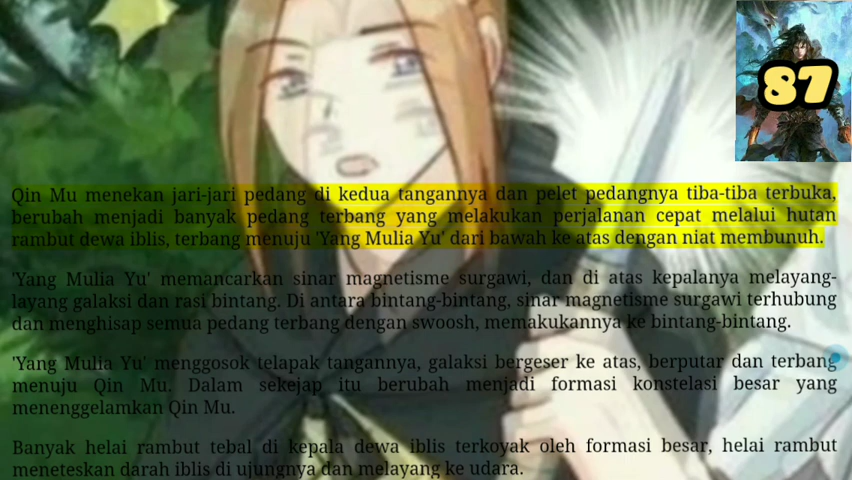 87
Qin Mu menekan jari-jari pedang di kedua tangannya dan pelet pedangnya tiba-tiba terbuka,
berubah menjadi banyak pedang terbang yang melakukan perjalanan cepat melalui hutan
rambut dewa iblis, terbang menuju 'Yang Mulia Yu' dari bawah ke atas dengan niat membunuh.
'Yang Mulia Yu' memancarkan sinar magnetisme surgawi, dan di atas kepalanya melayang-
layang galaksi dan rasi bintang. Di antara bintang-bintang, sinar magnetisme surgawi terhubung
dan menghisap semua pedang terbang dengan swoosh, memakukannya ke bintang-bintang.
'Yang Mulia Yu' menggosok telapak tangannya, galaksi bergeser ke atas, berputar dan terbang
menuju Qin Mu. Dalam sekejap itu berubah menjadi formasi konstelasi besar yang
menenggelamkan Qin Mu.
Banyak helai rambut tebal di kepala dewa iblis terkoyak oleh formasi besar, helai rambut
meneteskan darah iblis di ujungnya dan melayang ke udara.